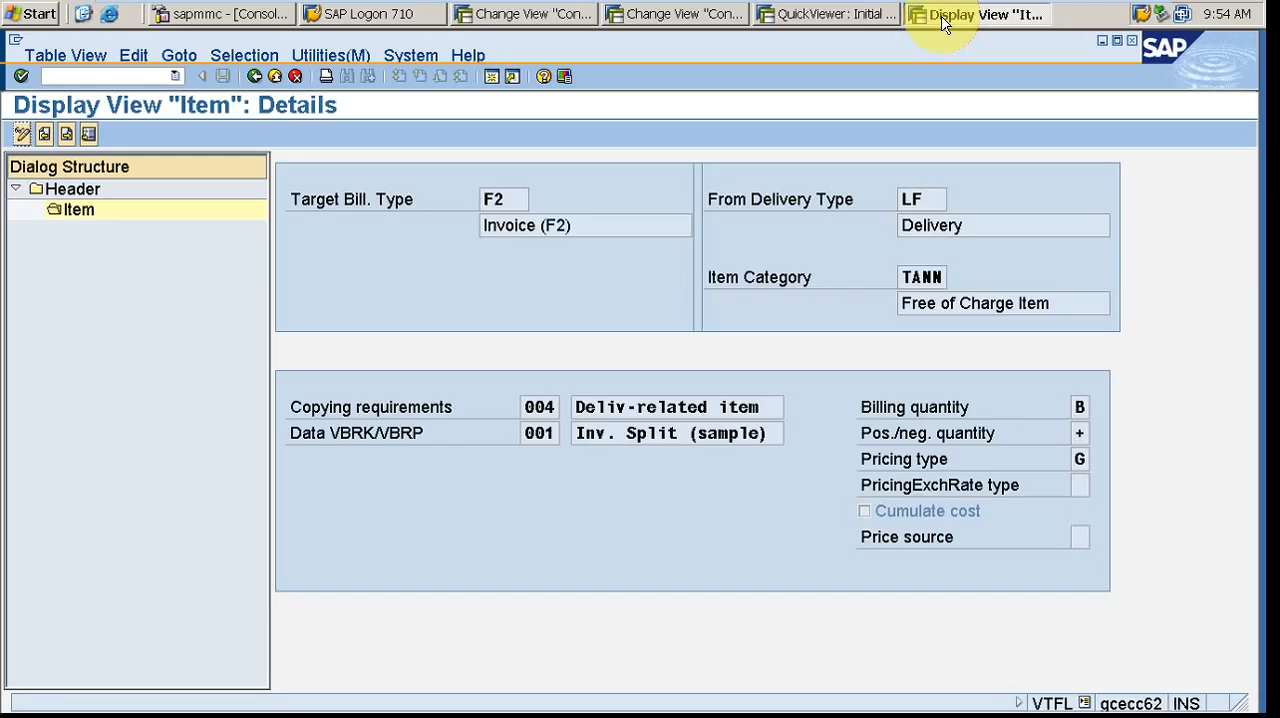 Start
sapmmc - [Consol...
SAP Logon 710
Change View "Con...
Change View "Con...
QuickViewer: Initial ...
Display View "It...
9:54 AM
Table View Edit Goto Selection Utilities(M) System Help
SAP
Display View "Item": Details
Dialog Structure
Header
Item
Target Bill. Type F2
Invoice (F2)
From Delivery Type LF
Delivery
Item Category TANN
Free of Charge Item
Copying requirements 004 Deliv-related item
Data VBRK/VBRP 001 Inv. Split (sample)
Billing quantity B
Pos./neg. quantity +
Pricing type G
PricingExchRate type
Cumulate cost
Price source
VTFL qcecc62 INS